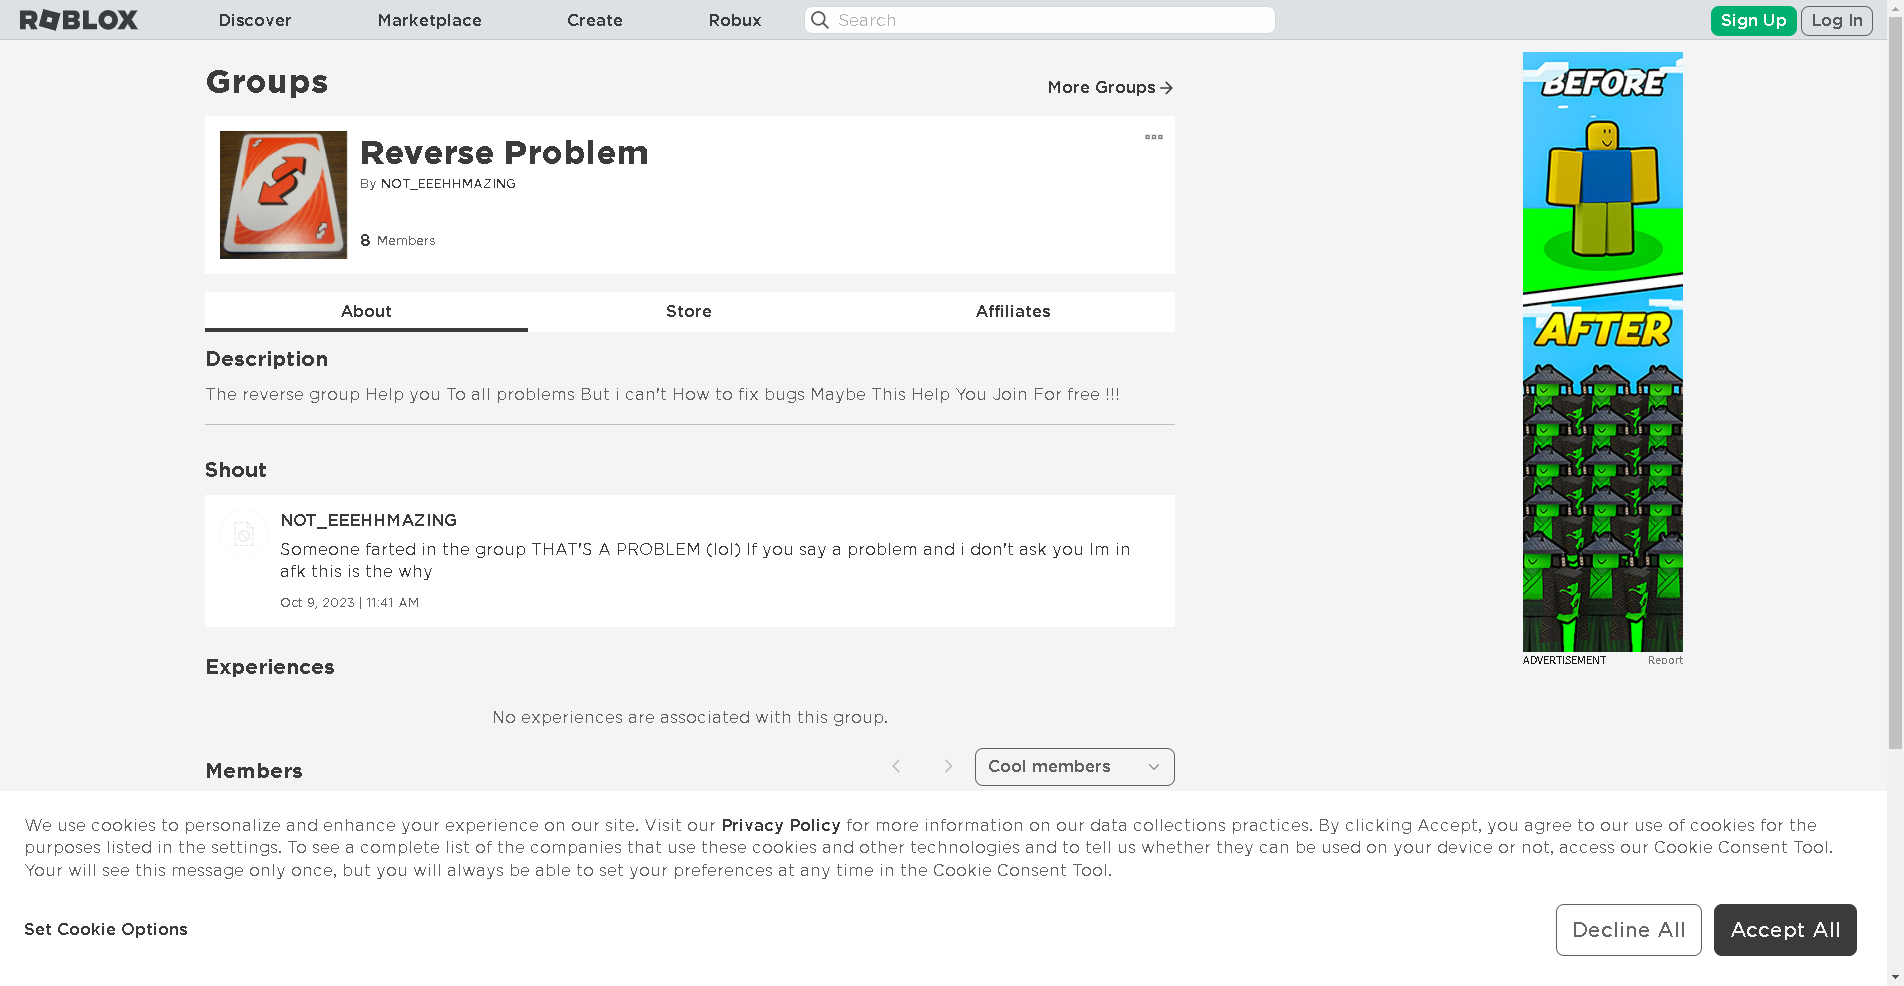 ROBLOX
Discover
Marketplace
Create
Robux
Search
Sign Up
Log In
Groups
More Groups
Reverse Problem
By NOT_EEEHHMAZING
8 Members
About
Store
Affiliates
Description
The reverse group Help you To all problems But i can't How to fix bugs Maybe This Help You Join For free !!!
Shout
NOT_EEEHHMAZING
Someone farted in the group THAT'S A PROBLEM (lol) If you say a problem and i don't ask you Im in
afk this is the why
Oct 9, 2023 | 11:41 AM
Experiences
No experiences are associated with this group.
Members
Cool members
BEFORE
AFTER
ADVERTISEMENT
Report
We use cookies to personalize and enhance your experience on our site. Visit our Privacy Policy for more information on our data collections practices. By clicking Accept, you agree to our use of cookies for the
purposes listed in the settings. To see a complete list of the companies that use these cookies and other technologies and to tell us whether they can be used on your device or not, access our Cookie Consent Tool.
Your will see this message only once, but you will always be able to set your preferences at any time in the Cookie Consent Tool.
Set Cookie Options
Decline All
Accept All